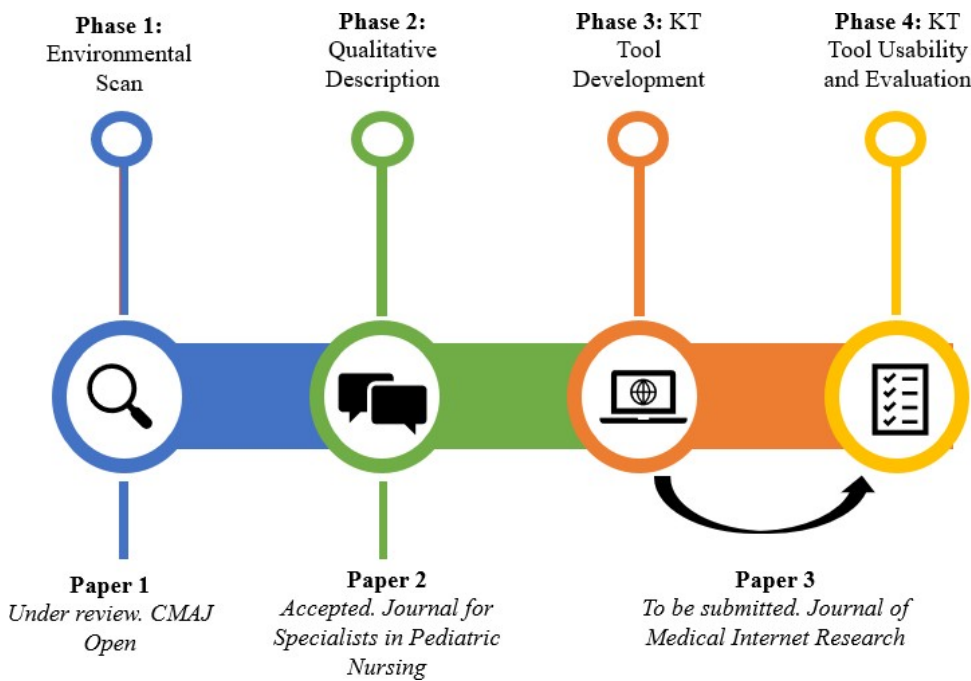 Phase 1:
Environmental
Scan
Phase 2:
Qualitative
Description
Phase 3: KT
Tool
Development
Phase 4: KT
Tool Usability
and Evaluation
Paper 1
Under review. CMAJ
Open
Paper 2
Accepted. Journal for
Specialists in Pediatric
Nursing
Paper 3
To be submitted. Journal of
Medical Internet Research